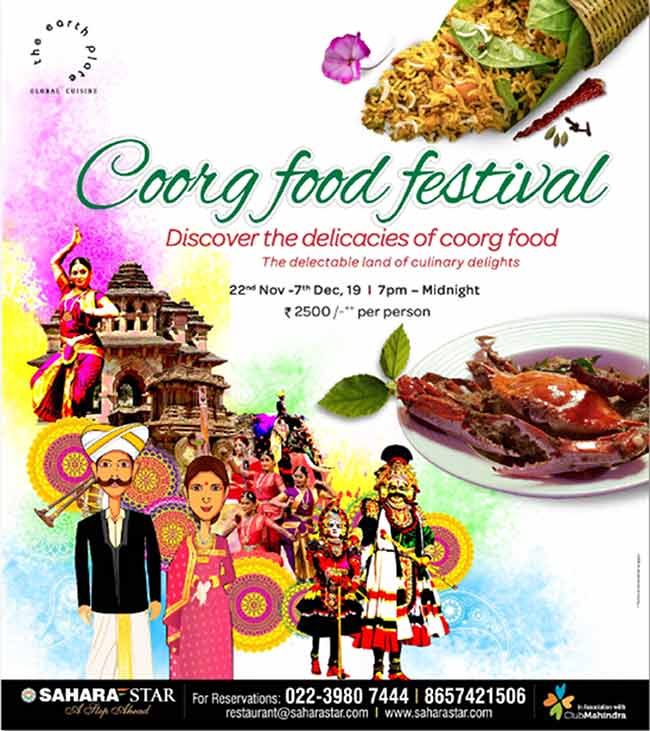 the earth plate
GLOBAL CUISINE
Coorg food festival
Discover the delicacies of coorg food
The delectable land of culinary delights
22nd Nov -7th Dec, 19 I 7pm – Midnight
₹ 2500 /-** per person
SAHARA STAR
A Step Ahead
For Reservations: 022-3980 7444 | 8657421506
restaurant@saharastar.com | www.saharastar.com
In Association with
ClubMahindra